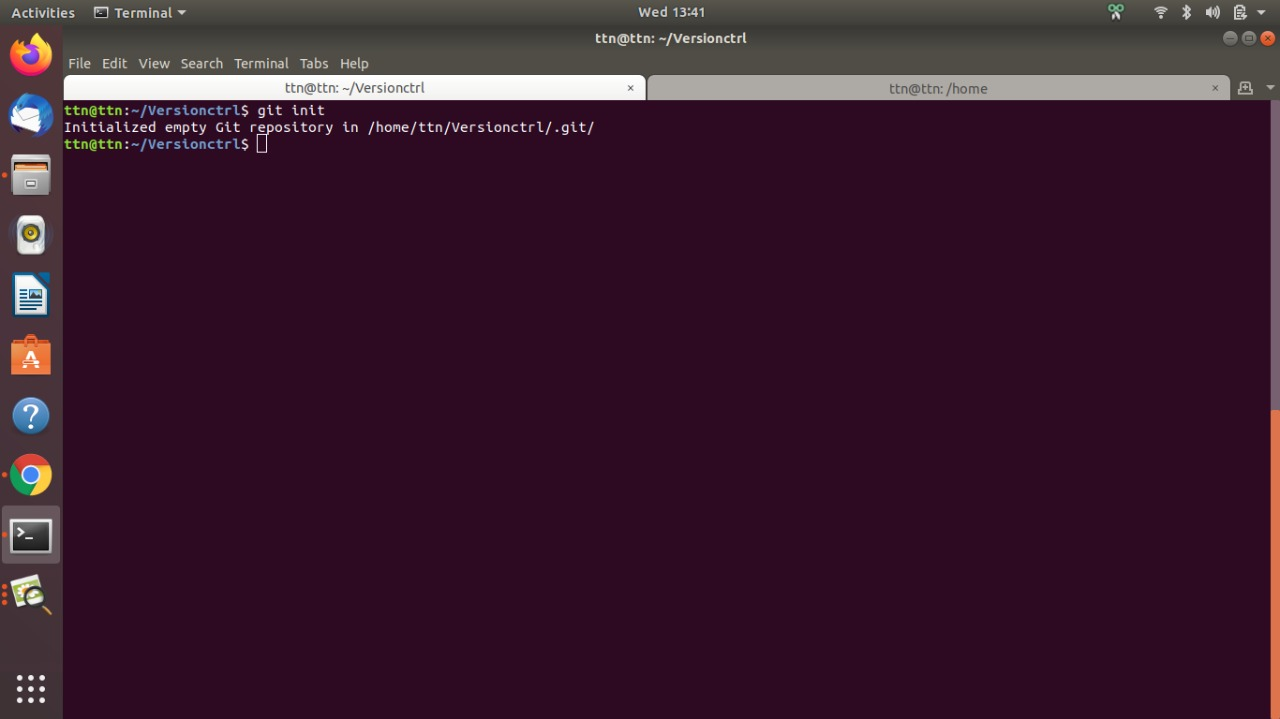 Activities Terminal Wed 13:41
ttn@ttn: ~/Versionctrl
File Edit View Search Terminal Tabs Help
ttn@ttn: ~/Versionctrl × ttn@ttn: /home ×
ttn@ttn:~/Versionctrl$ git init
Initialized empty Git repository in /home/ttn/Versionctrl/.git/
ttn@ttn:~/Versionctrl$